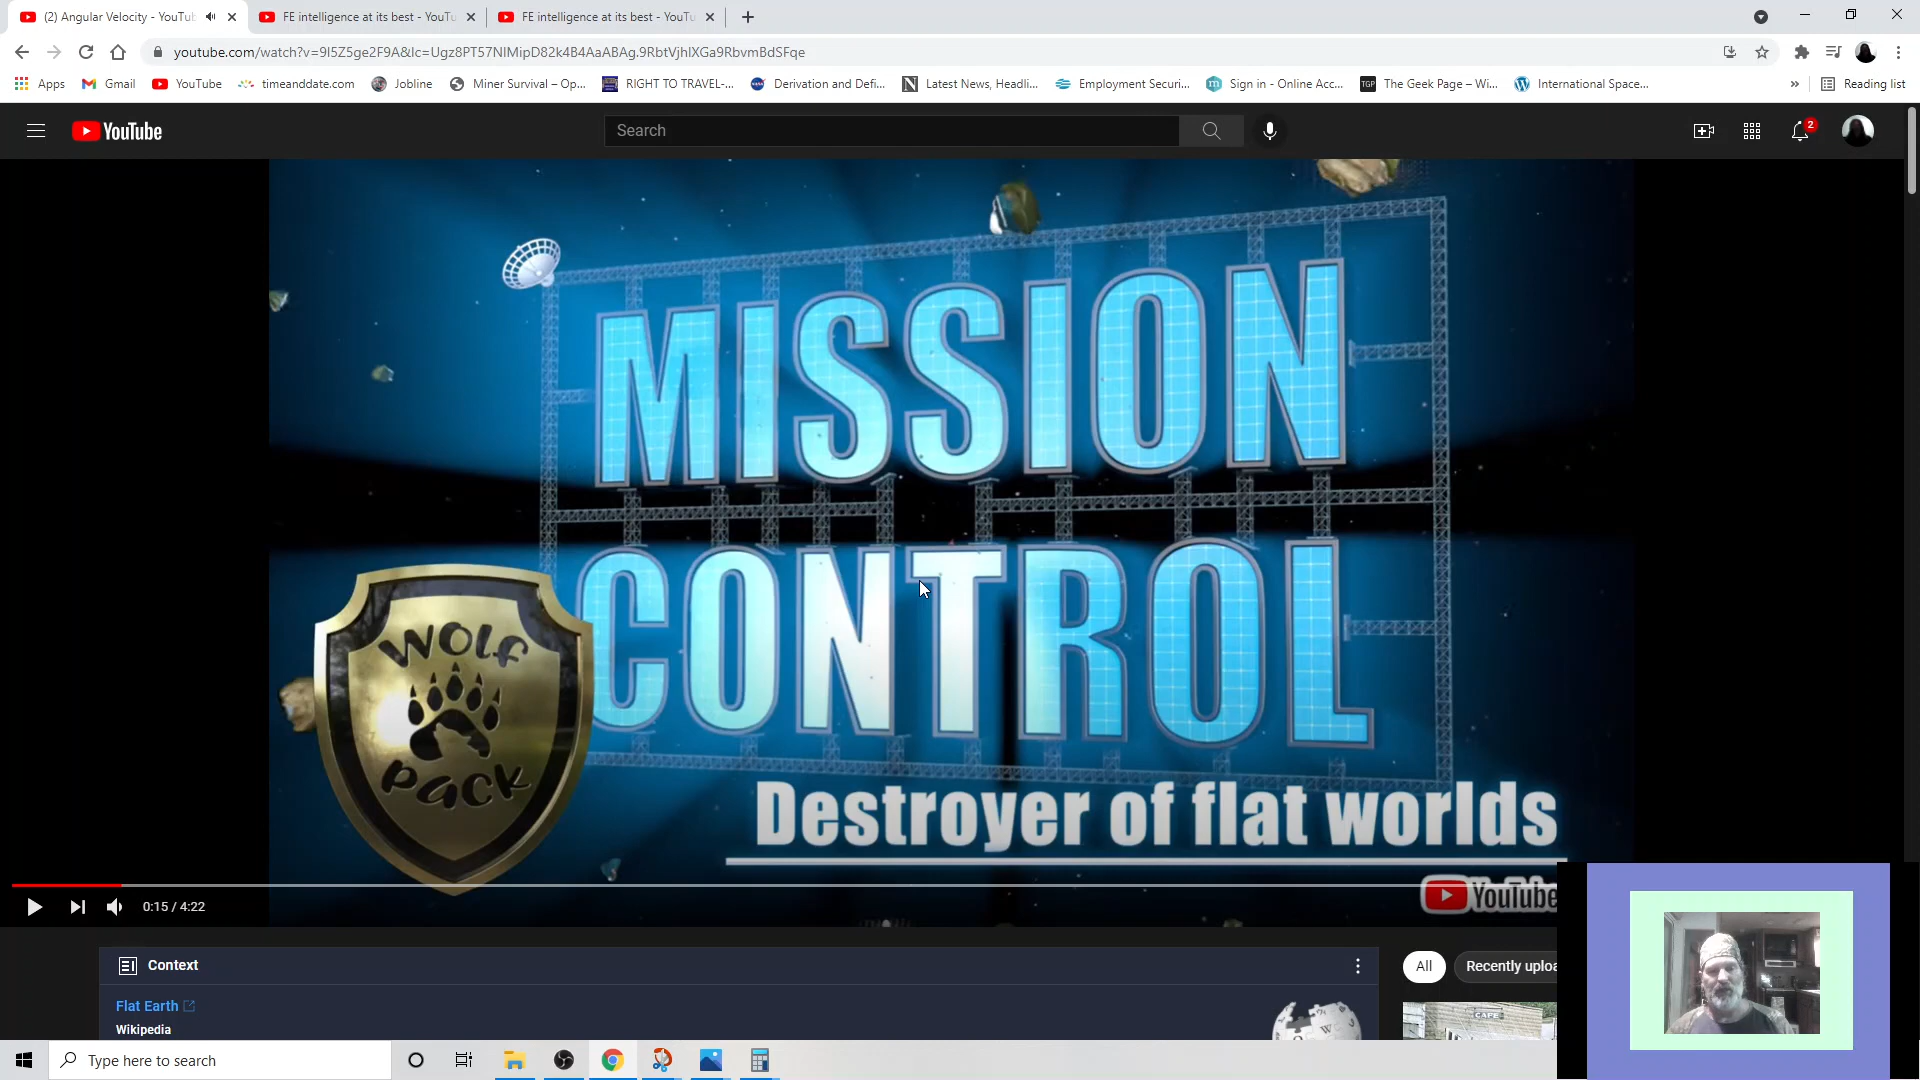 (2) Angular Velocity - YouTub
FE intelligence at its best - YouTu
FE intelligence at its best - YouTu
youtube.com/watch?v=9I5Z5ge2F9A&lc=Ugz8PT57NIMipD82k4B4AaABAg.9RbtVjhIXGa9RbvmBdSFqe
Apps
Gmail
YouTube
timeanddate.com
Jobline
Miner Survival – Op...
RIGHT TO TRAVEL-...
Derivation and Defi...
Latest News, Headli...
Employment Securi...
Sign in - Online Acc...
TGP
The Geek Page – Wi...
International Space...
»
Reading list
YouTube
Search
2
MISSION
CONTROL
WOLF
PACK
Destroyer of flat worlds
YouTube
0:15 / 4:22
Context
All
Recently uploa
Flat Earth
Wikipedia
CAFE
Type here to search